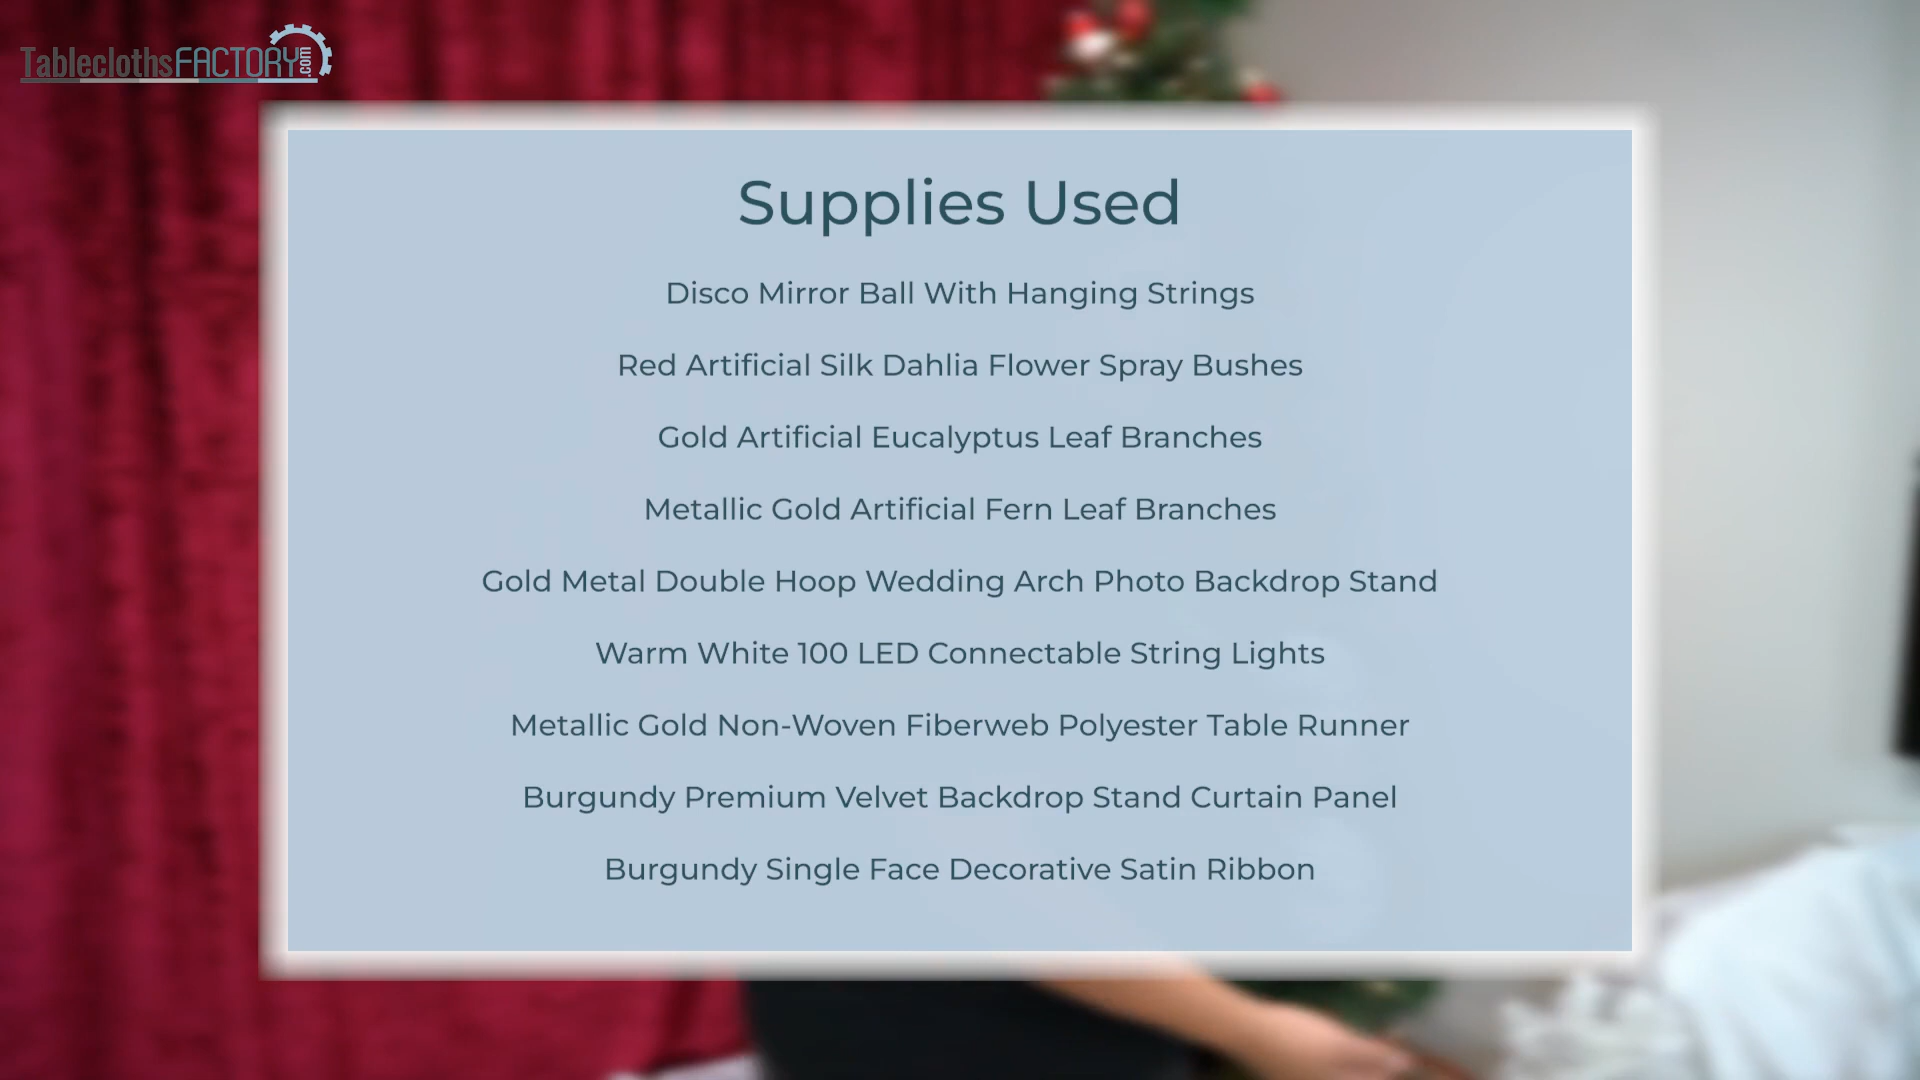 TableclothsFACTORY.com
Supplies Used
Disco Mirror Ball With Hanging Strings
Red Artificial Silk Dahlia Flower Spray Bushes
Gold Artificial Eucalyptus Leaf Branches
Metallic Gold Artificial Fern Leaf Branches
Gold Metal Double Hoop Wedding Arch Photo Backdrop Stand
Warm White 100 LED Connectable String Lights
Metallic Gold Non-Woven Fiberweb Polyester Table Runner
Burgundy Premium Velvet Backdrop Stand Curtain Panel
Burgundy Single Face Decorative Satin Ribbon